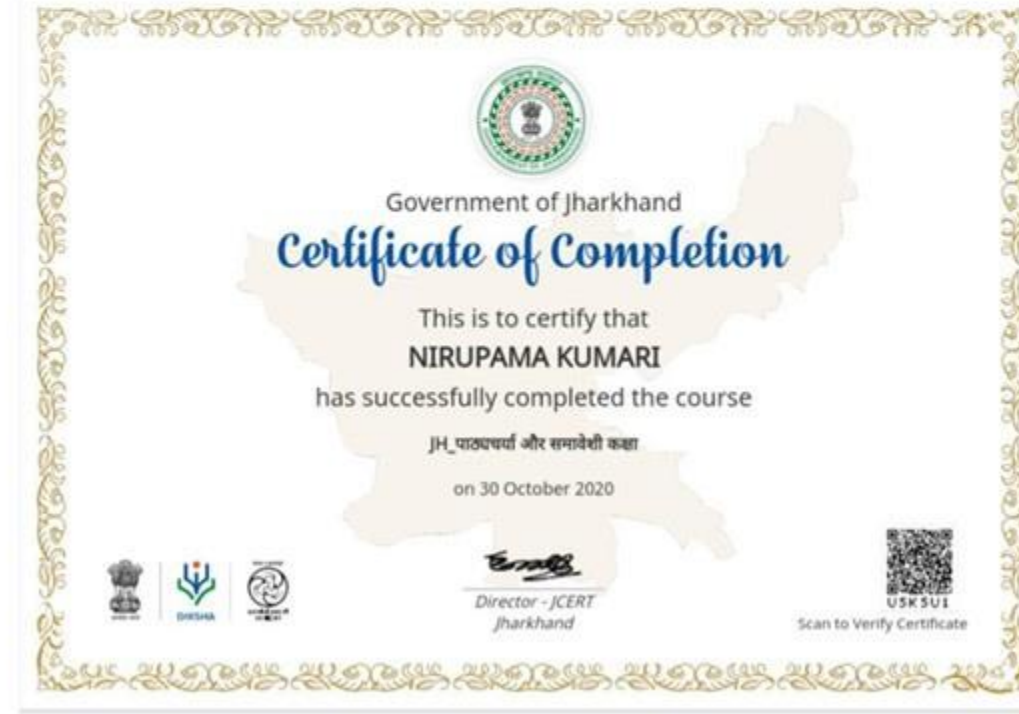 Government of Jharkhand
Certificate of Completion
This is to certify that
NIRUPAMA KUMARI
has successfully completed the course
JH_पाठ्यचर्या और समावेशी कक्षा
on 30 October 2020
DIKSHA
Director - JCERT
Jharkhand
U5K5U1
Scan to Verify Certificate